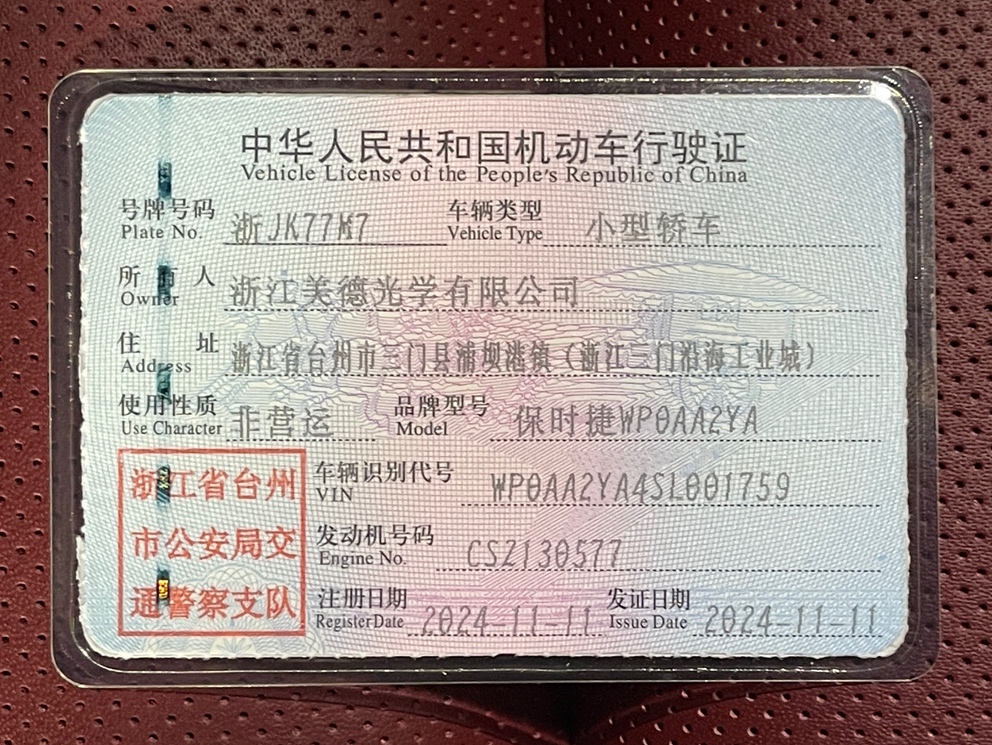 中华人民共和国机动车行驶证
Vehicle License of the People's Republic of China
号牌号码 浙JK77M7 车辆类型 小型轿车
Plate No. Vehicle Type
所有人 浙江美德光学有限公司
Owner
住址 浙江省台州市三门县浦坝港镇（浙江三门沿海工业城）
Address
使用性质 非营运 品牌型号 保时捷WP0AA2YA
Use Character Model
浙江省台州
市公安局交
通警察支队
车辆识别代号 WP0AA2YA4SL001759
VIN
发动机号码 CSZ130577
Engine No.
注册日期 2024-11-11 发证日期 2024-11-11
Register Date Issue Date